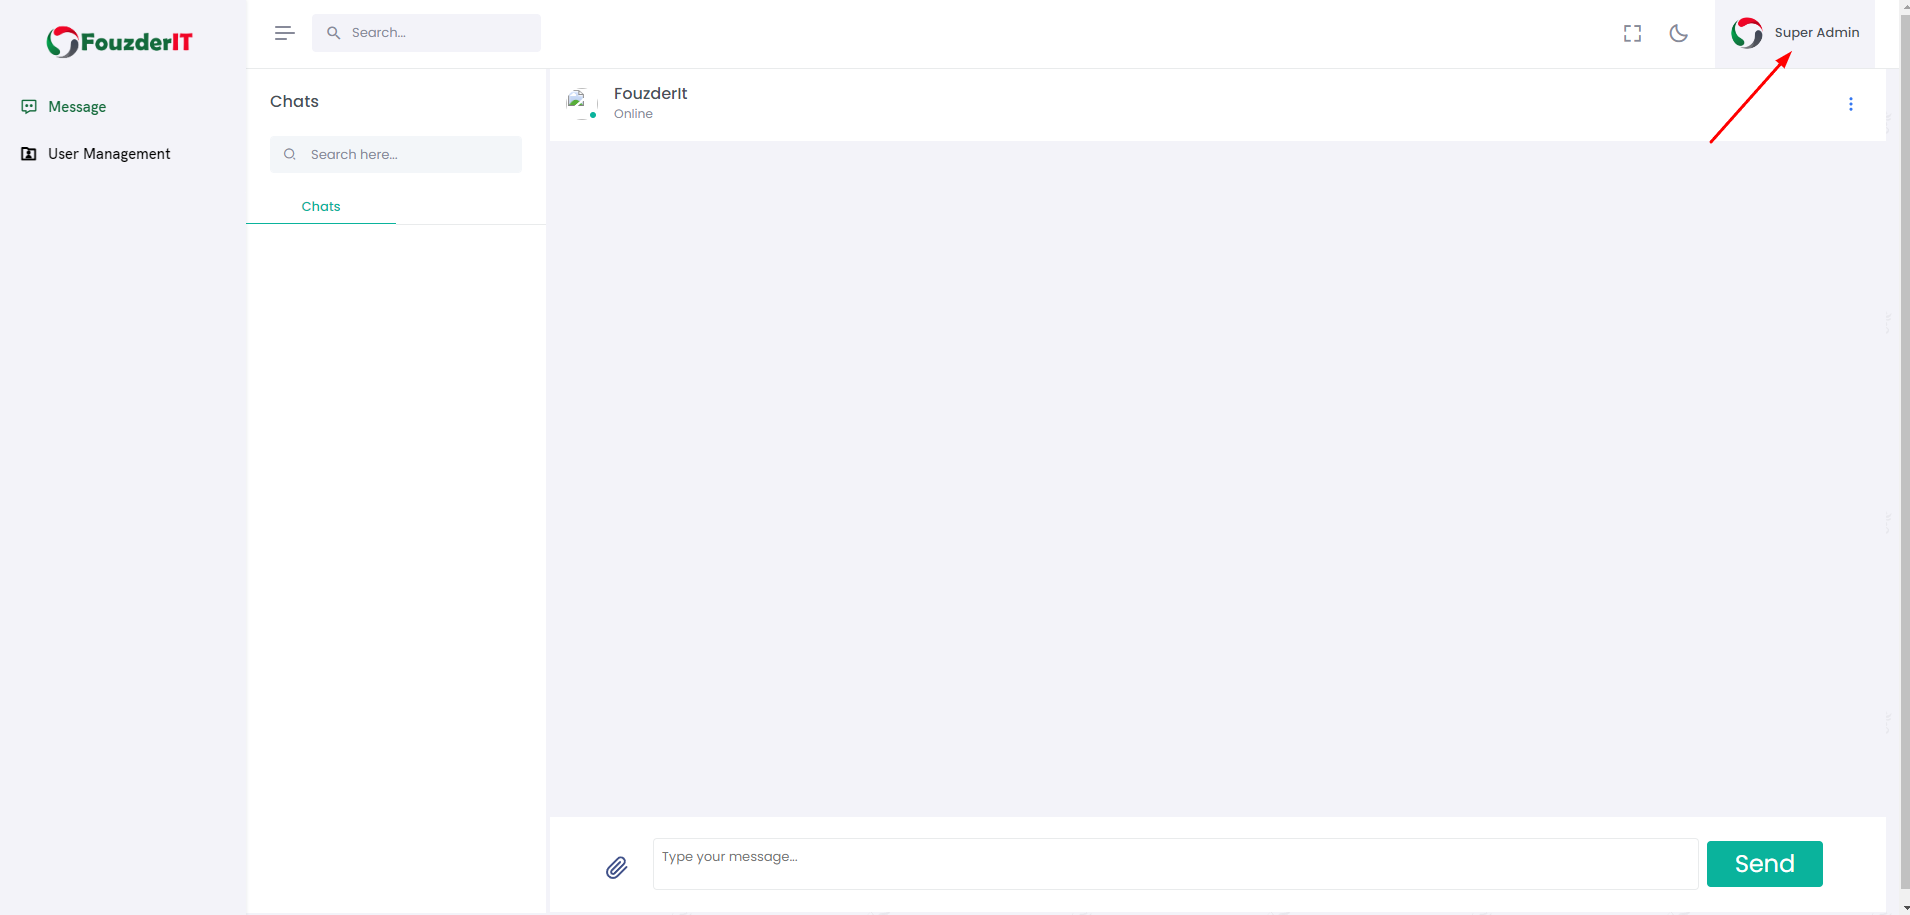 FouzderIT
Message
User Management
Search...
Super Admin
Chats
Search here...
Chats
FouzderIt
Online
Type your message...
Send